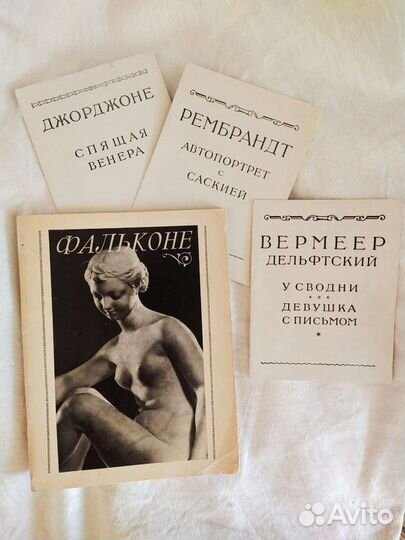 ДЖОРДЖОНЕ
СПЯЩАЯ
ВЕНЕРА
РЕМБРАНДТ
АВТОПОРТРЕТ
С
САСКИЕЙ
ФАЛЬКОНЕ
ВЕРМЕЕР
ДЕЛЬФТСКИЙ
У СВОДНИ
* * *
ДЕВУШКА
С ПИСЬМОМ
*
Avito